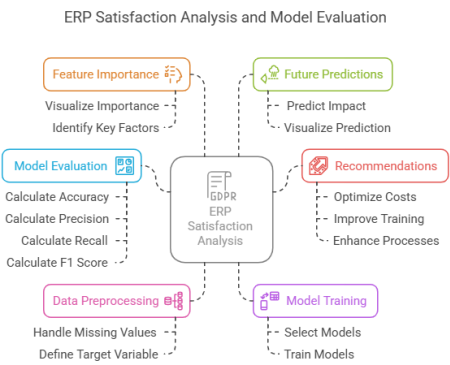 ERP Satisfaction Analysis and Model Evaluation
Feature Importance
Visualize Importance
Identify Key Factors
Future Predictions
Predict Impact
Visualize Prediction
Model Evaluation
Calculate Accuracy
Calculate Precision
Calculate Recall
Calculate F1 Score
GDPR
ERP
Satisfaction
Analysis
Recommendations
Optimize Costs
Improve Training
Enhance Processes
Data Preprocessing
Handle Missing Values
Define Target Variable
Model Training
Select Models
Train Models